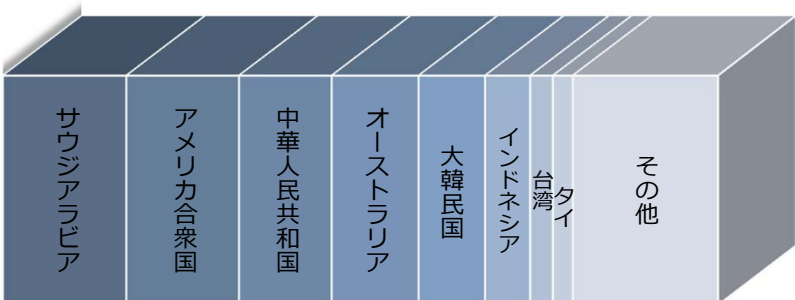 サウジアラビア
アメリカ合衆国
中華人民共和国
オーストラリア
大韓民国
インドネシア
台湾
タイ
その他